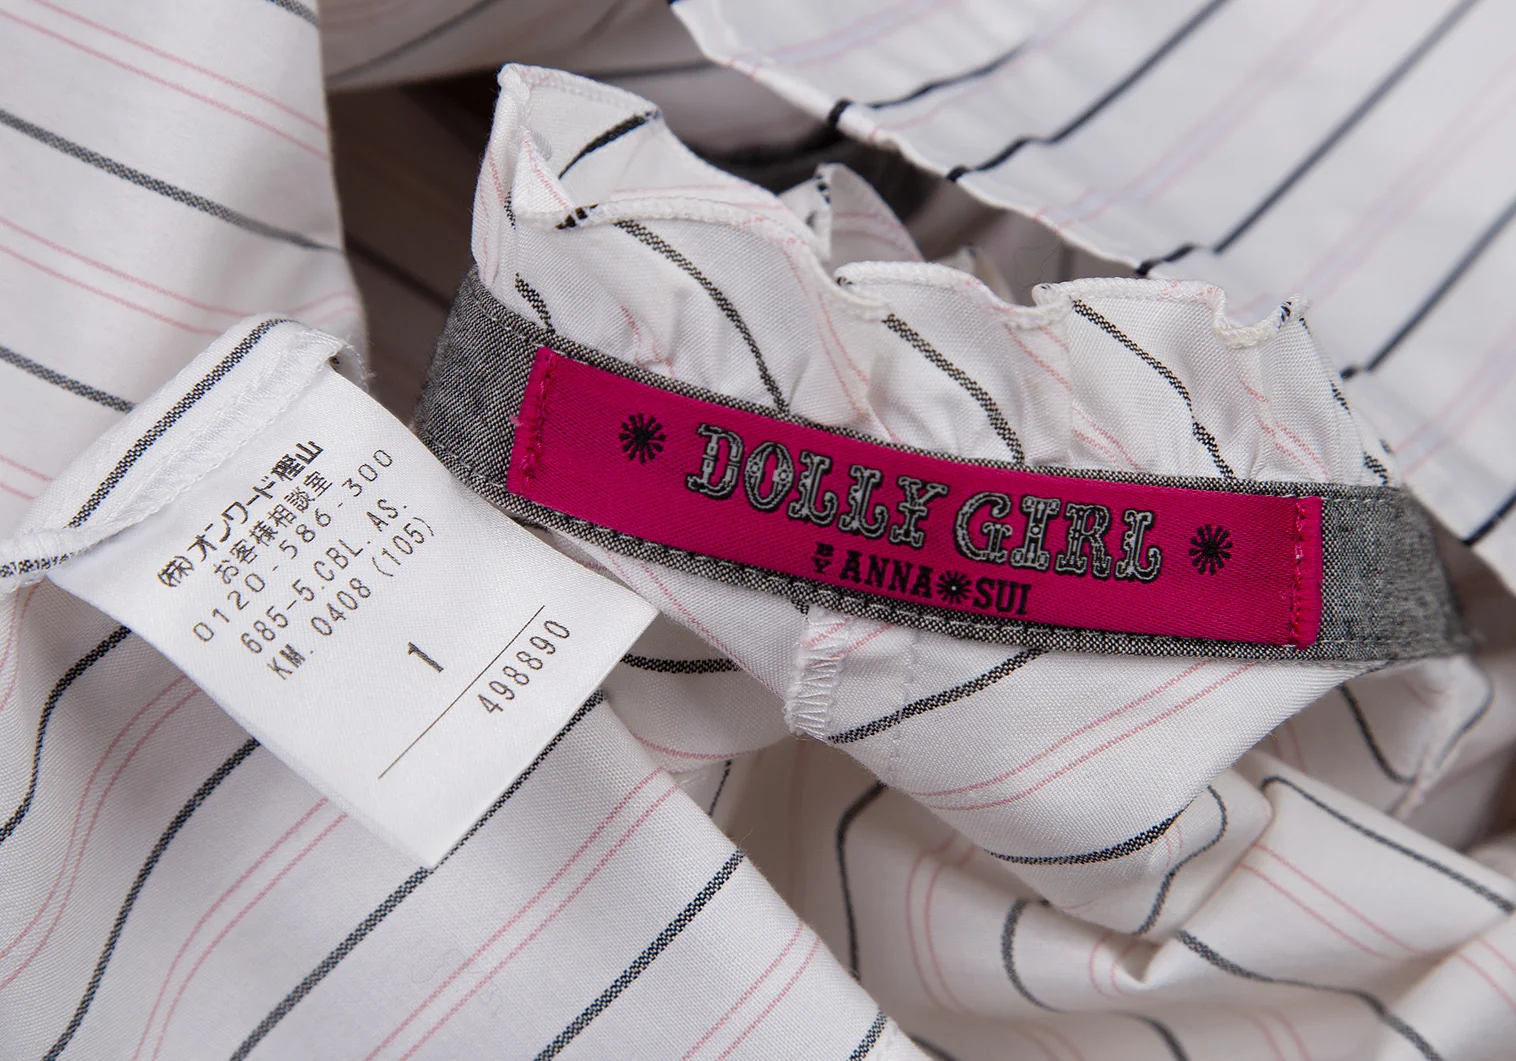 (株)オンワード樫山
お客様相談室
0120-586-300
685-5.CBL.AS.
KM.0408(105)
1
498890
DOLLY GIRL
BY ANNA SUI